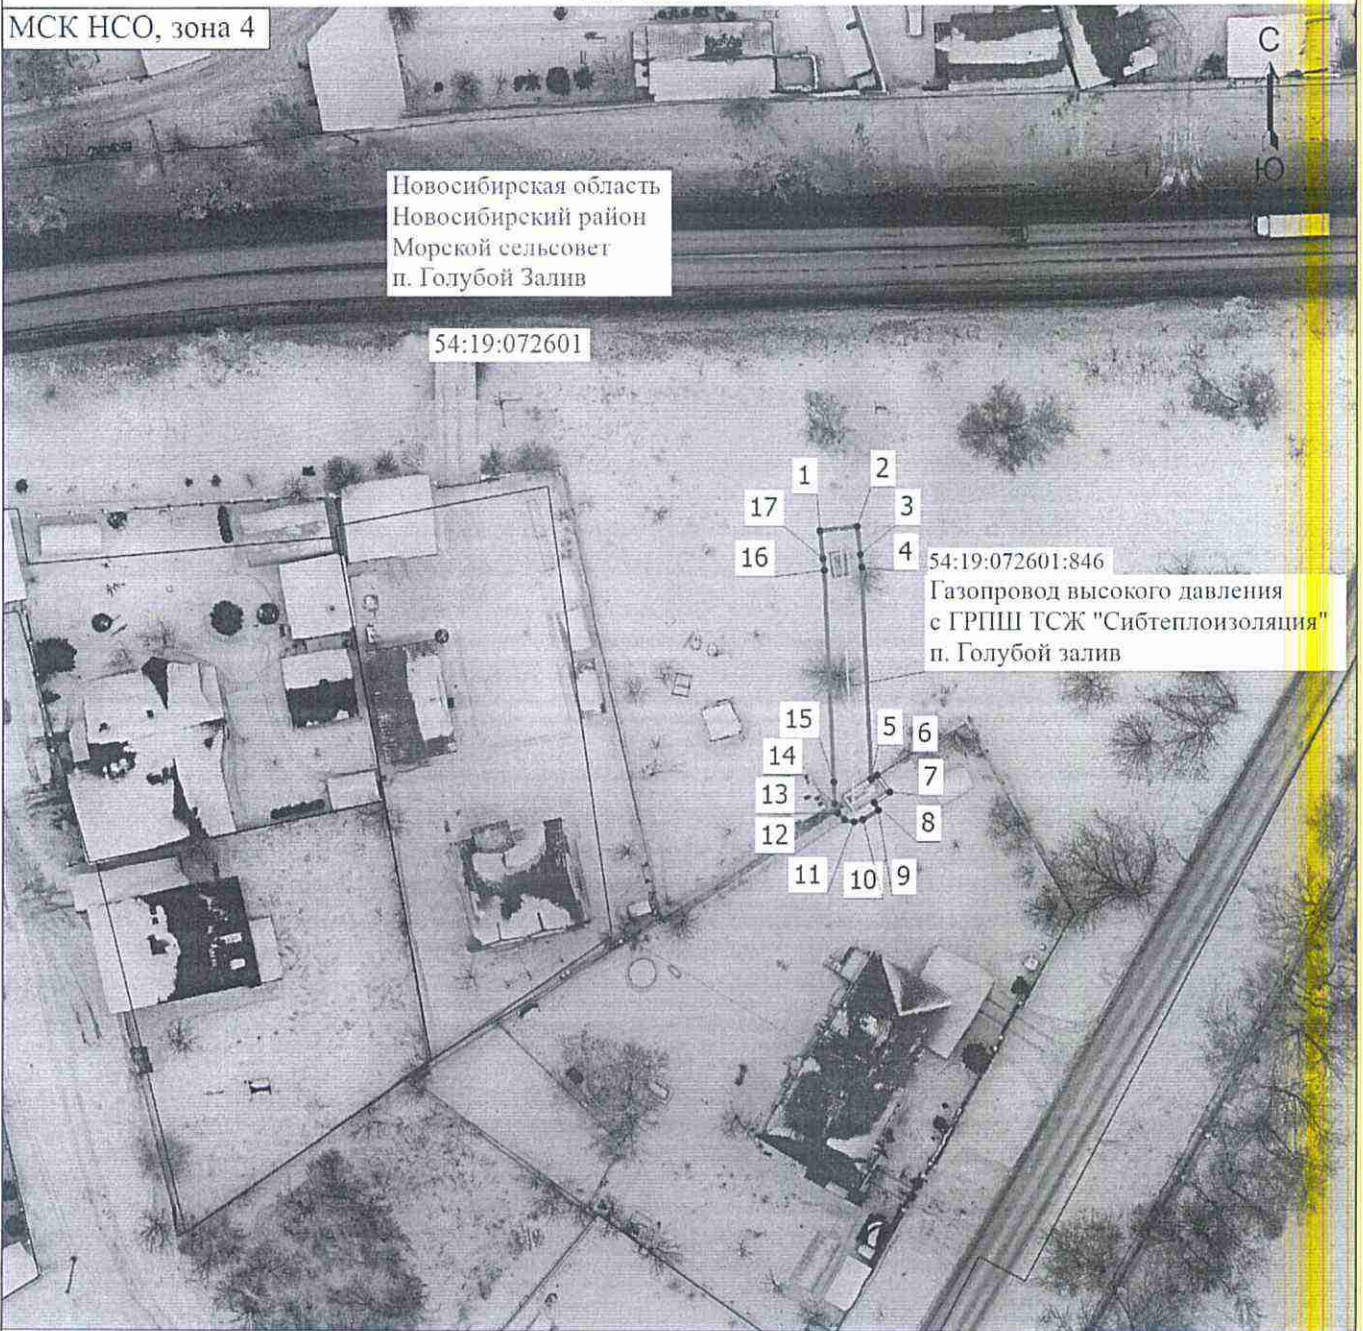 МСК НСО, зона 4
С
Ю
Новосибирская область
Новосибирский район
Морской сельсовет
п. Голубой Залив
54:19:072601
1
2
17
3
16
4
54:19:072601:846
Газопровод высокого давления
с ГРПШ ТСЖ "Сибтеплоизоляция"
п. Голубой залив
15
5
6
14
7
13
8
12
11
10
9